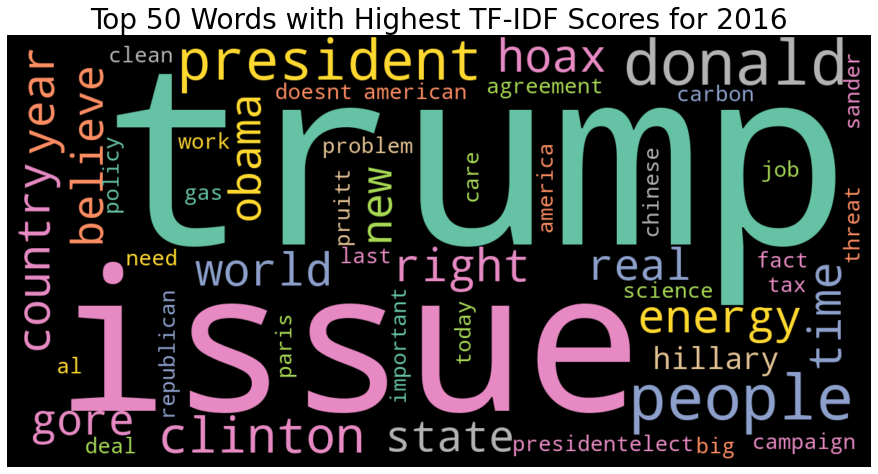 Top 50 Words with Highest TF-IDF Scores for 2016
clean
president
hoax
donald
year
believe
doesnt
american
agreement
carbon
sander
trump
obama
work
policy
problem
gas
care
america
chinese
job
country
pruitt
new
threat
need
world
last
right
real
fact
tax
science
time
issue
republican
paris
important
today
energy
hillary
al
people
gore
clinton
state
deal
presidentelect
big
campaign